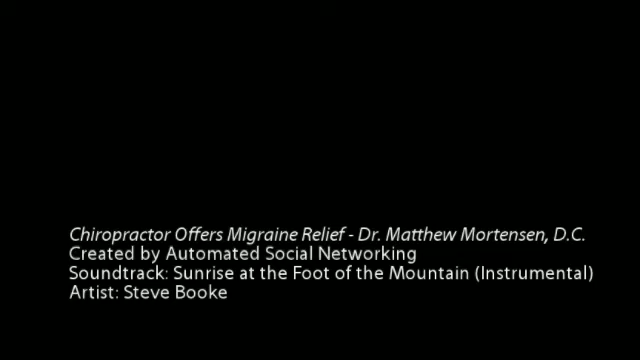 Chiropractor Offers Migraine Relief - Dr. Matthew Mortensen, D.C.
Created by Automated Social Networking
Soundtrack: Sunrise at the Foot of the Mountain (Instrumental)
Artist: Steve Booke